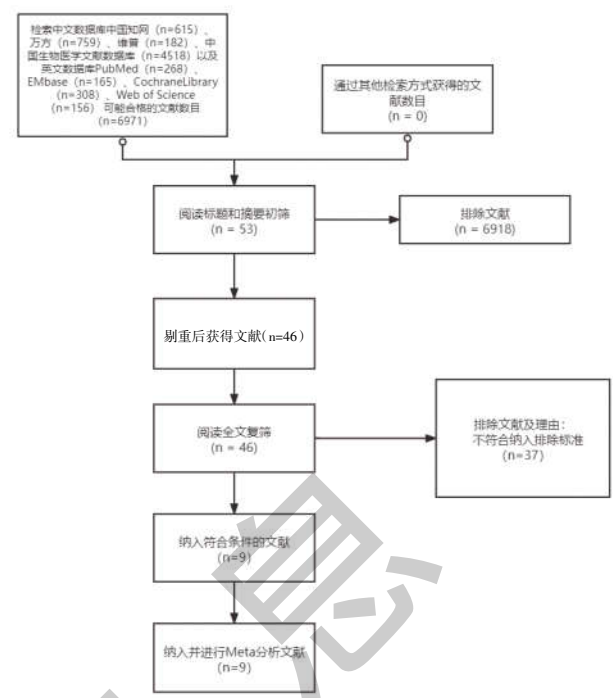 检索中文数据库中国知网（n=615）、
万方（n=759）、维普（n=182）、中
国生物医学文献数据库（n=4518）以及
英文数据库PubMed（n=268）、
EMbase（n=165）、CochraneLibrary
（n=308）、Web of Science
（n=156）可能合格的文献数目
（n=6971）
通过其他检索方式获得的文
献数目
(n = 0)
阅读标题和摘要初筛
(n = 53)
排除文献
(n = 6918)
剔重后获得文献(n=46)
阅读全文复筛
(n = 46)
排除文献及理由：
不符合纳入排除标准
(n=37)
纳入符合条件的文献
(n=9)
纳入并进行Meta分析文献
(n=9)
息